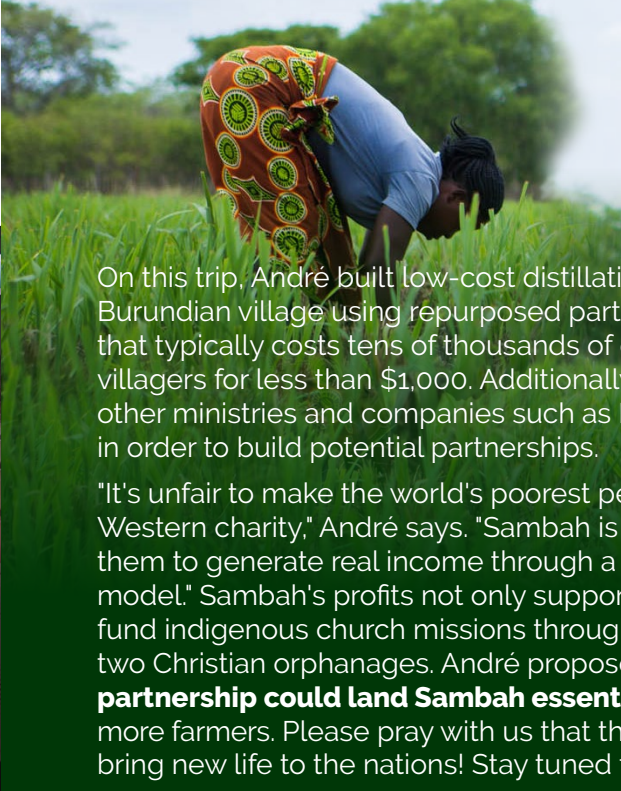 On this trip, André built low-cost distillati
Burundian village using repurposed part
that typically costs tens of thousands of
villagers for less than $1,000. Additionally
other ministries and companies such as
in order to build potential partnerships.
"It's unfair to make the world's poorest pe
Western charity," André says. "Sambah is
them to generate real income through a
model." Sambah's profits not only suppor
fund indigenous church missions throug
two Christian orphanages. André propos
partnership could land Sambah essent
more farmers. Please pray with us that th
bring new life to the nations! Stay tuned